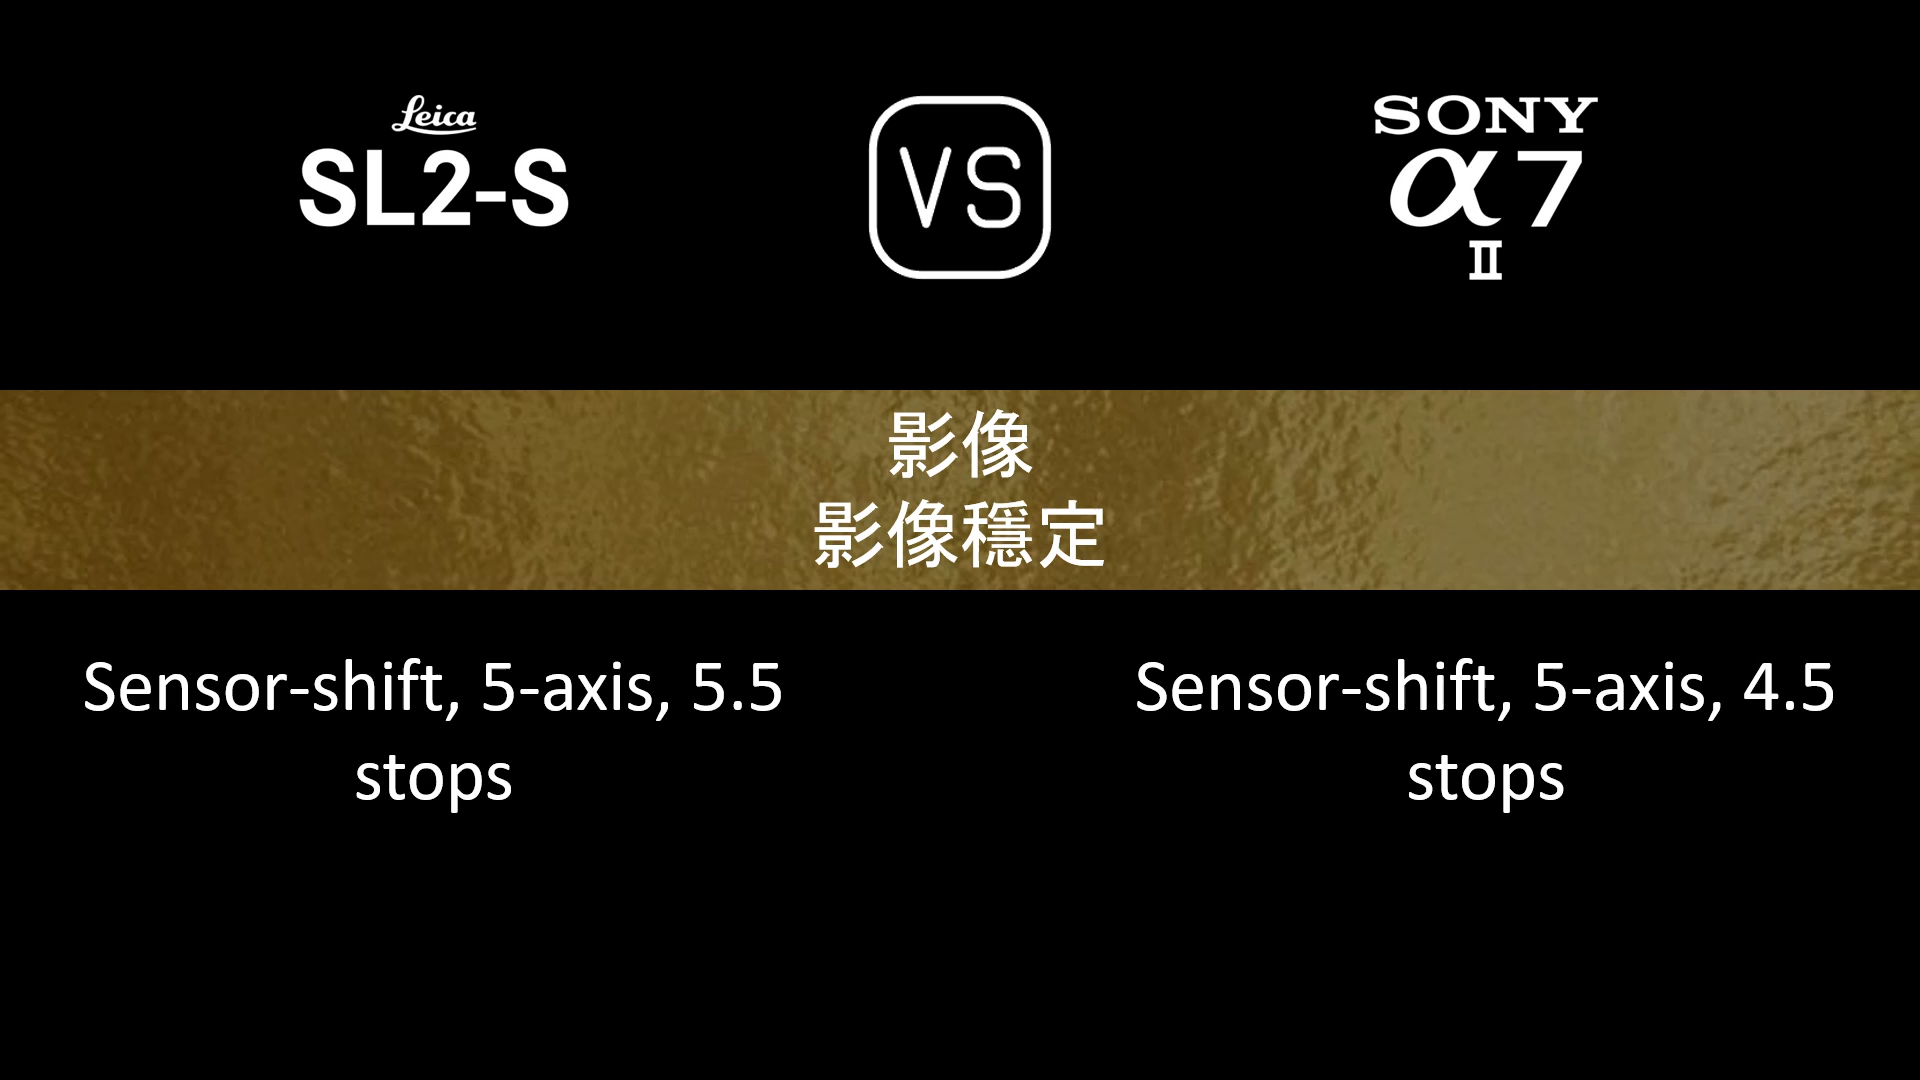 Leica
SL2-S
VS
SONY
α7
II
影像
影像穩定
Sensor-shift, 5-axis, 5.5
stops
Sensor-shift, 5-axis, 4.5
stops